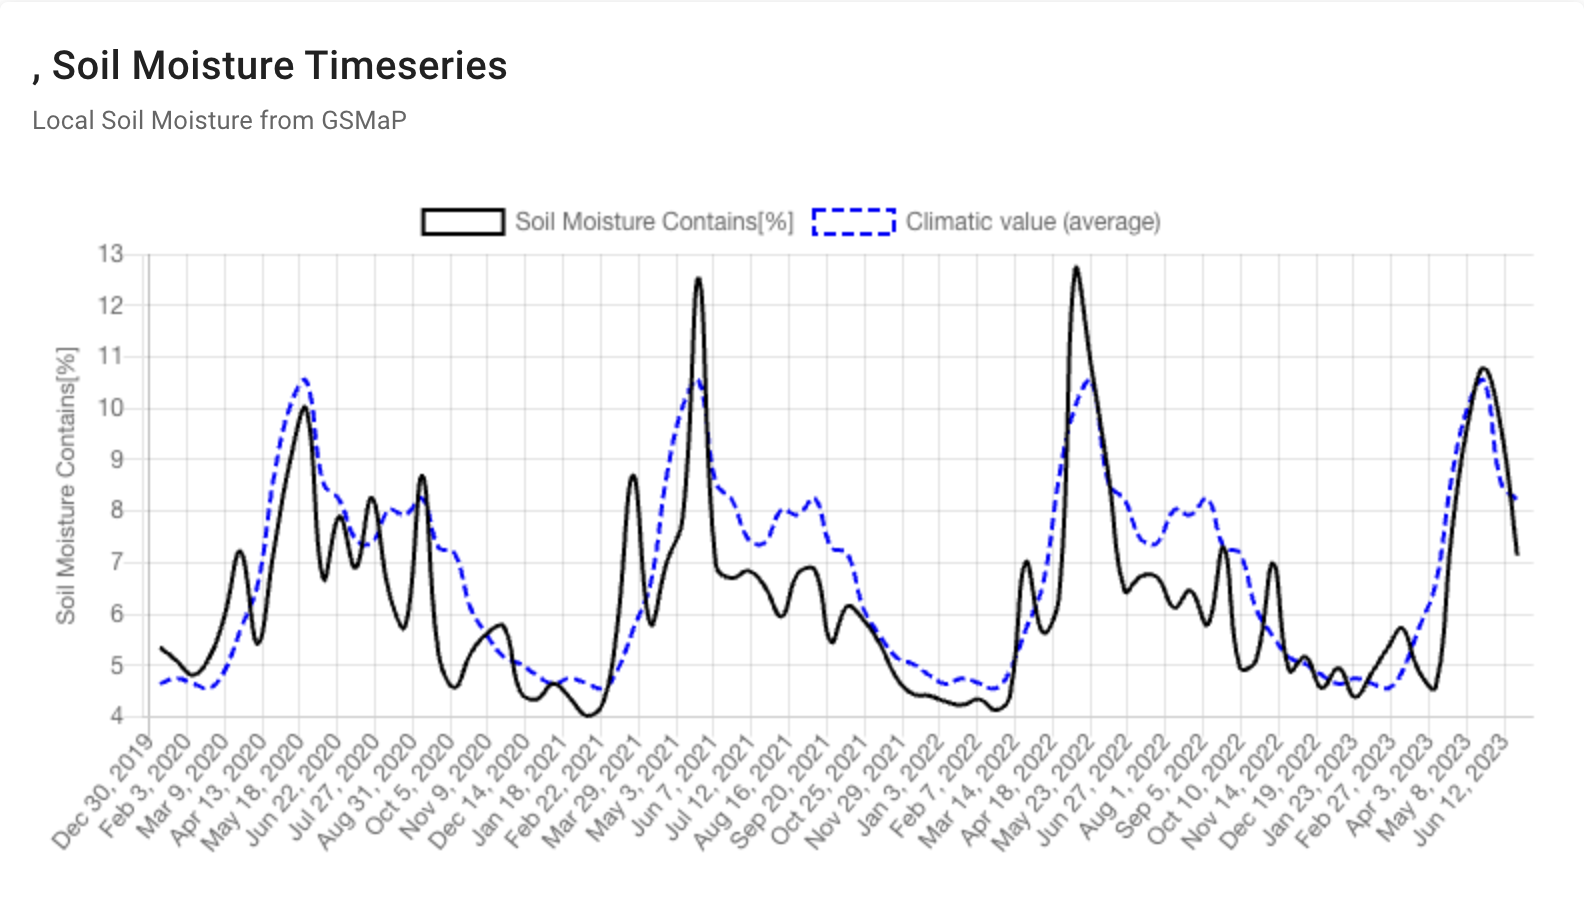 , Soil Moisture Timeseries
Local Soil Moisture from GSMaP
Soil Moisture Contains[%]
Climatic value (average)
Soil Moisture Contains[%]
13
12
11
10
9
8
7
6
5
4
Dec 30, 2019
Feb 3, 2020
Mar 9, 2020
Apr 13, 2020
May 18, 2020
Jun 22, 2020
Jul 27, 2020
Aug 31, 2020
Oct 5, 2020
Nov 9, 2020
Dec 14, 2020
Jan 18, 2021
Feb 22, 2021
Mar 29, 2021
May 3, 2021
Jun 7, 2021
Jul 12, 2021
Aug 16, 2021
Sep 20, 2021
Oct 25, 2021
Nov 29, 2021
Jan 3, 2022
Feb 7, 2022
Mar 14, 2022
Apr 18, 2022
May 23, 2022
Jun 27, 2022
Aug 1, 2022
Sep 5, 2022
Oct 10, 2022
Nov 14, 2022
Dec 19, 2022
Jan 23, 2023
Feb 27, 2023
Apr 3, 2023
May 8, 2023
Jun 12, 2023